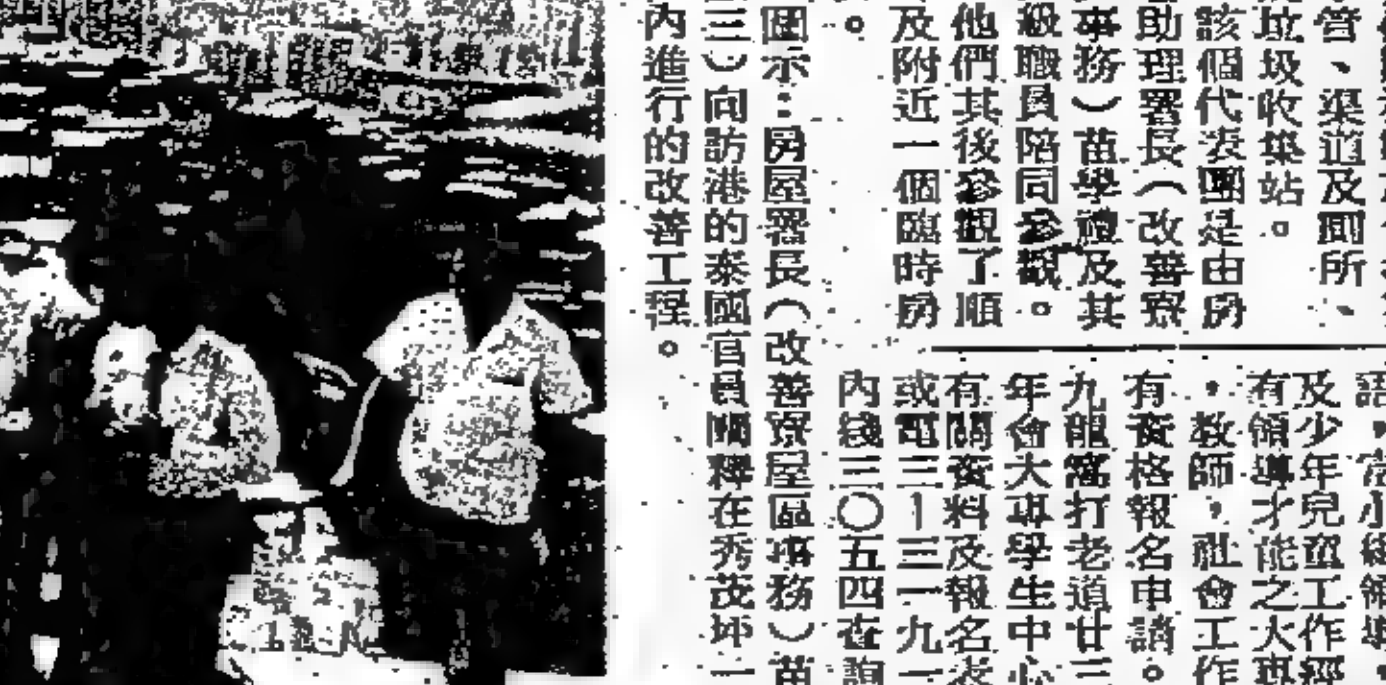 管、渠道及厠所、
垃圾收集站。
該個代表團是由房
助理署長（改善寮
事務）苗學禮及其
級職員陪同參觀。
他們其後參觀了順
及附近一個臨時房
。
圖示：房屋署長（改善寮屋區事務）苗
三）向訪港的泰國官員闡釋在秀茂坪一
內進行的改善工程。
及少年兒童工作經
有領導才能之大專
，教師，社會工作
有資格報名申請。
九龍窩打老道廿三
年會大專學生中心
有關資料及報名表
或電三—三一九一
內綫三〇五四查詢